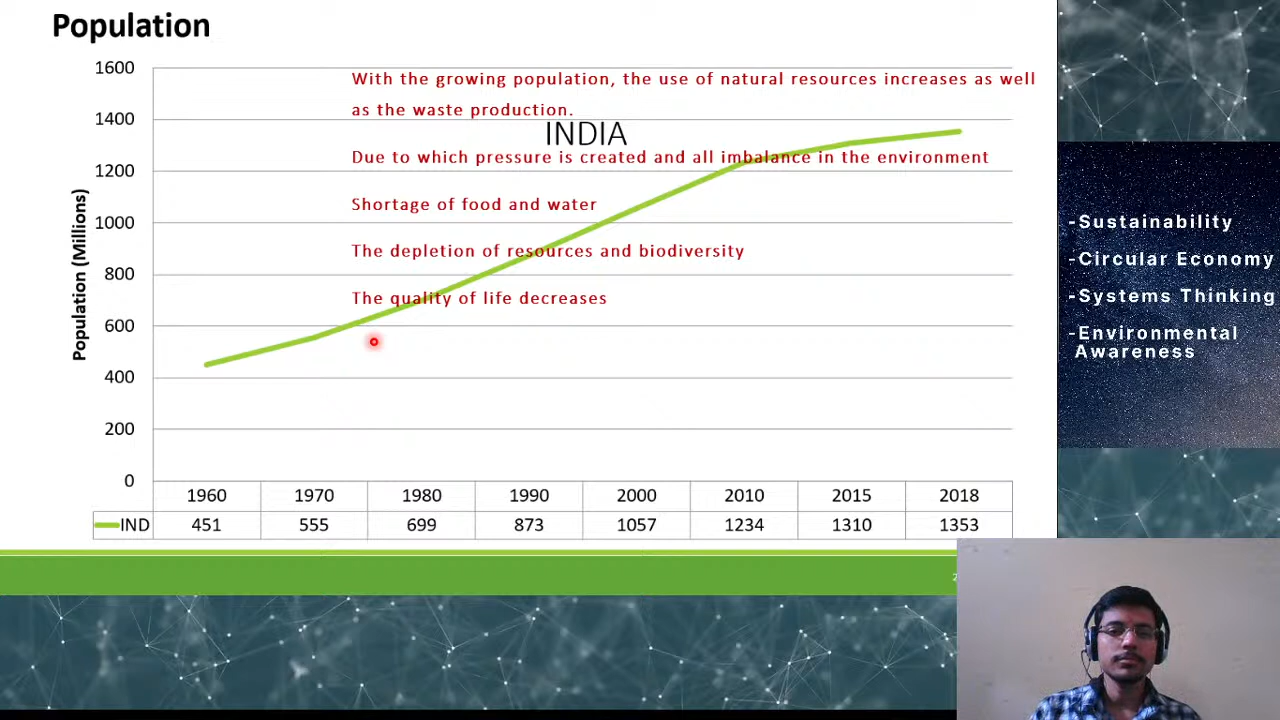 Population
1600
With the growing population, the use of natural resources increases as well
as the waste production.
1400
INDIA
Due to which pressure is created and all imbalance in the environment
1200
Shortage of food and water
1000
The depletion of resources and biodiversity
800
The quality of life decreases
600
400
200
0
Population (Millions)
1960 1970 1980 1990 2000 2010 2015 2018
IND 451 555 699 873 1057 1234 1310 1353
-Sustainability
-Circular Economy
-Systems Thinking
-Environmental
Awareness